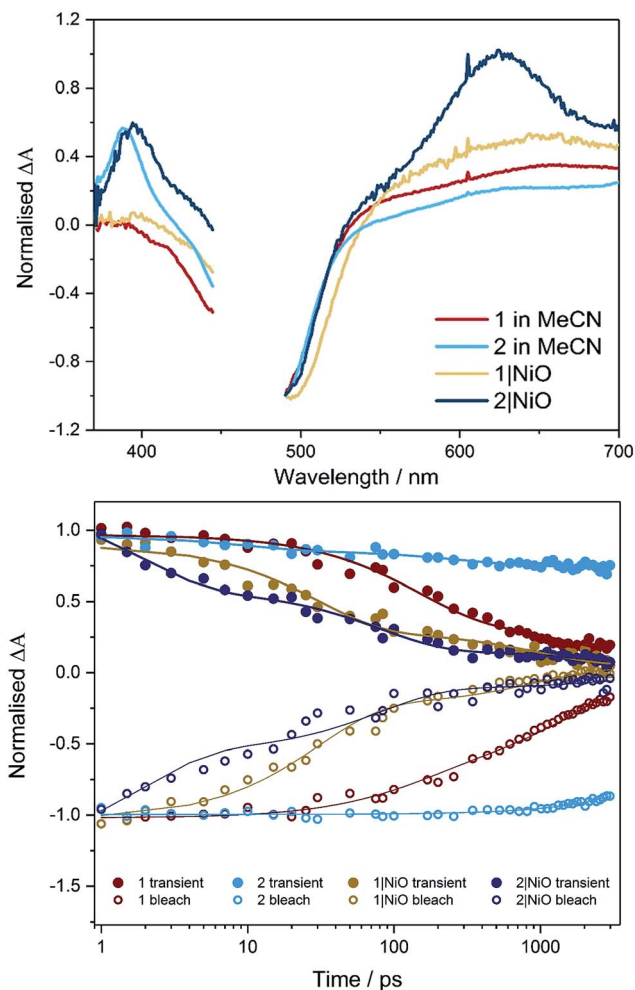 1.2
0.8
0.4
0.0
-0.4
-0.8
-1.2
Normalised ΔA
1 in MeCN
2 in MeCN
1|NiO
2|NiO
400 500 600 700
Wavelength / nm
1.0
0.5
0.0
-0.5
-1.0
-1.5
Normalised ΔA
1 transient 2 transient 1|NiO transient 2|NiO transient
1 bleach 2 bleach 1|NiO bleach 2|NiO bleach
1 10 100 1000
Time / ps